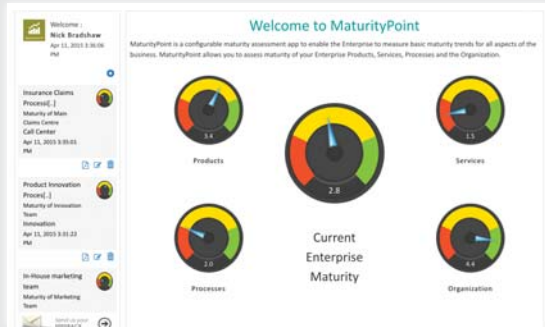 Welcome :
Nick Bradshaw
Apr 11, 2015 3:36:06
PM
Insurance Claims
Processi[..]
Maturity of Main
Claims Centre
Call Center
Apr 11, 2015 3:35:01
PM
Product Innovation
Proces[..]
Maturity of Innovation
Team
Innovation
Apr 11, 2015 3:31:22
PM
In-House marketing
team
Maturity of Marketing
Team
Send us your
Welcome to MaturityPoint
MaturityPoint is a configurable maturity assessment app to enable the Enterprise to measure basic maturity trends for all aspects of the
business. MaturityPoint allows you to assess maturity of your Enterprise Products, Services, Processes and the Organization.
3.4
Products
2.8
Current
Enterprise
Maturity
1.5
Services
2.0
Processes
4.4
Organization